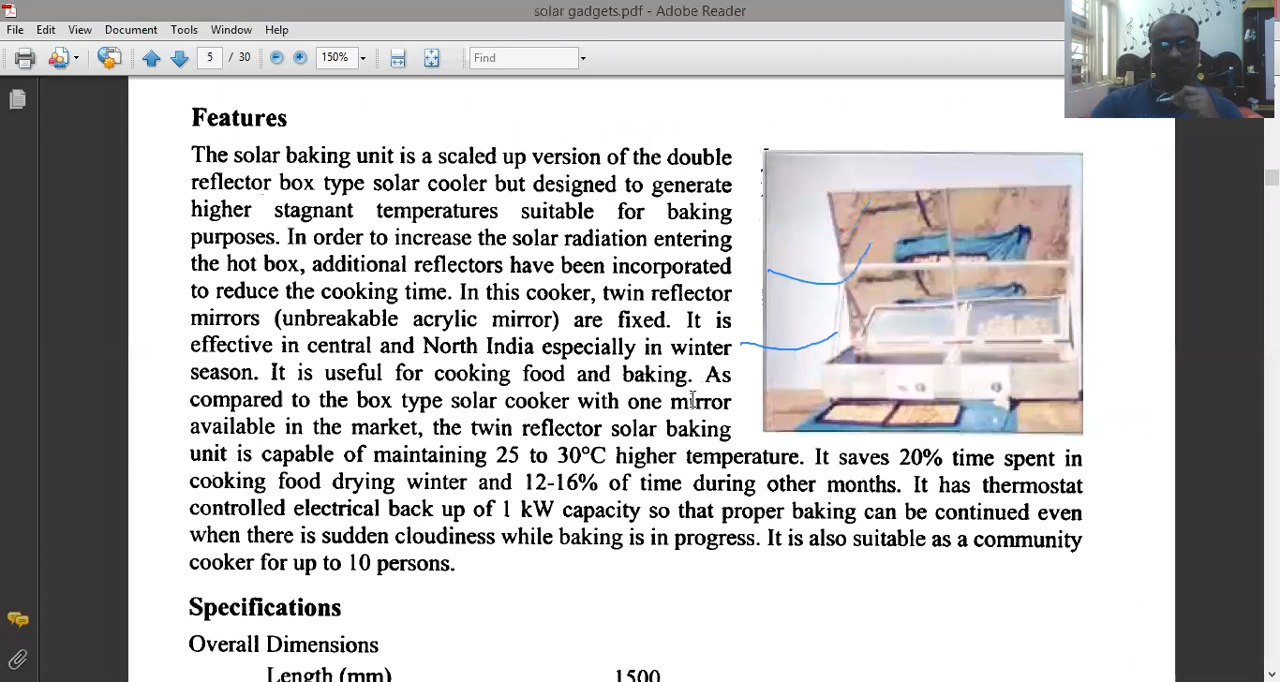 solar gadgets.pdf - Adobe Reader
File Edit View Document Tools Window Help
5 / 30 150% Find
Features
The solar baking unit is a scaled up version of the double
reflector box type solar cooler but designed to generate
higher stagnant temperatures suitable for baking
purposes. In order to increase the solar radiation entering
the hot box, additional reflectors have been incorporated
to reduce the cooking time. In this cooker, twin reflector
mirrors (unbreakable acrylic mirror) are fixed. It is
effective in central and North India especially in winter
season. It is useful for cooking food and baking. As
compared to the box type solar cooker with one mirror
available in the market, the twin reflector solar baking
unit is capable of maintaining 25 to 30°C higher temperature. It saves 20% time spent in
cooking food drying winter and 12-16% of time during other months. It has thermostat
controlled electrical back up of 1 kW capacity so that proper baking can be continued even
when there is sudden cloudiness while baking is in progress. It is also suitable as a community
cooker for up to 10 persons.
Specifications
Overall Dimensions
Length (mm) 1500